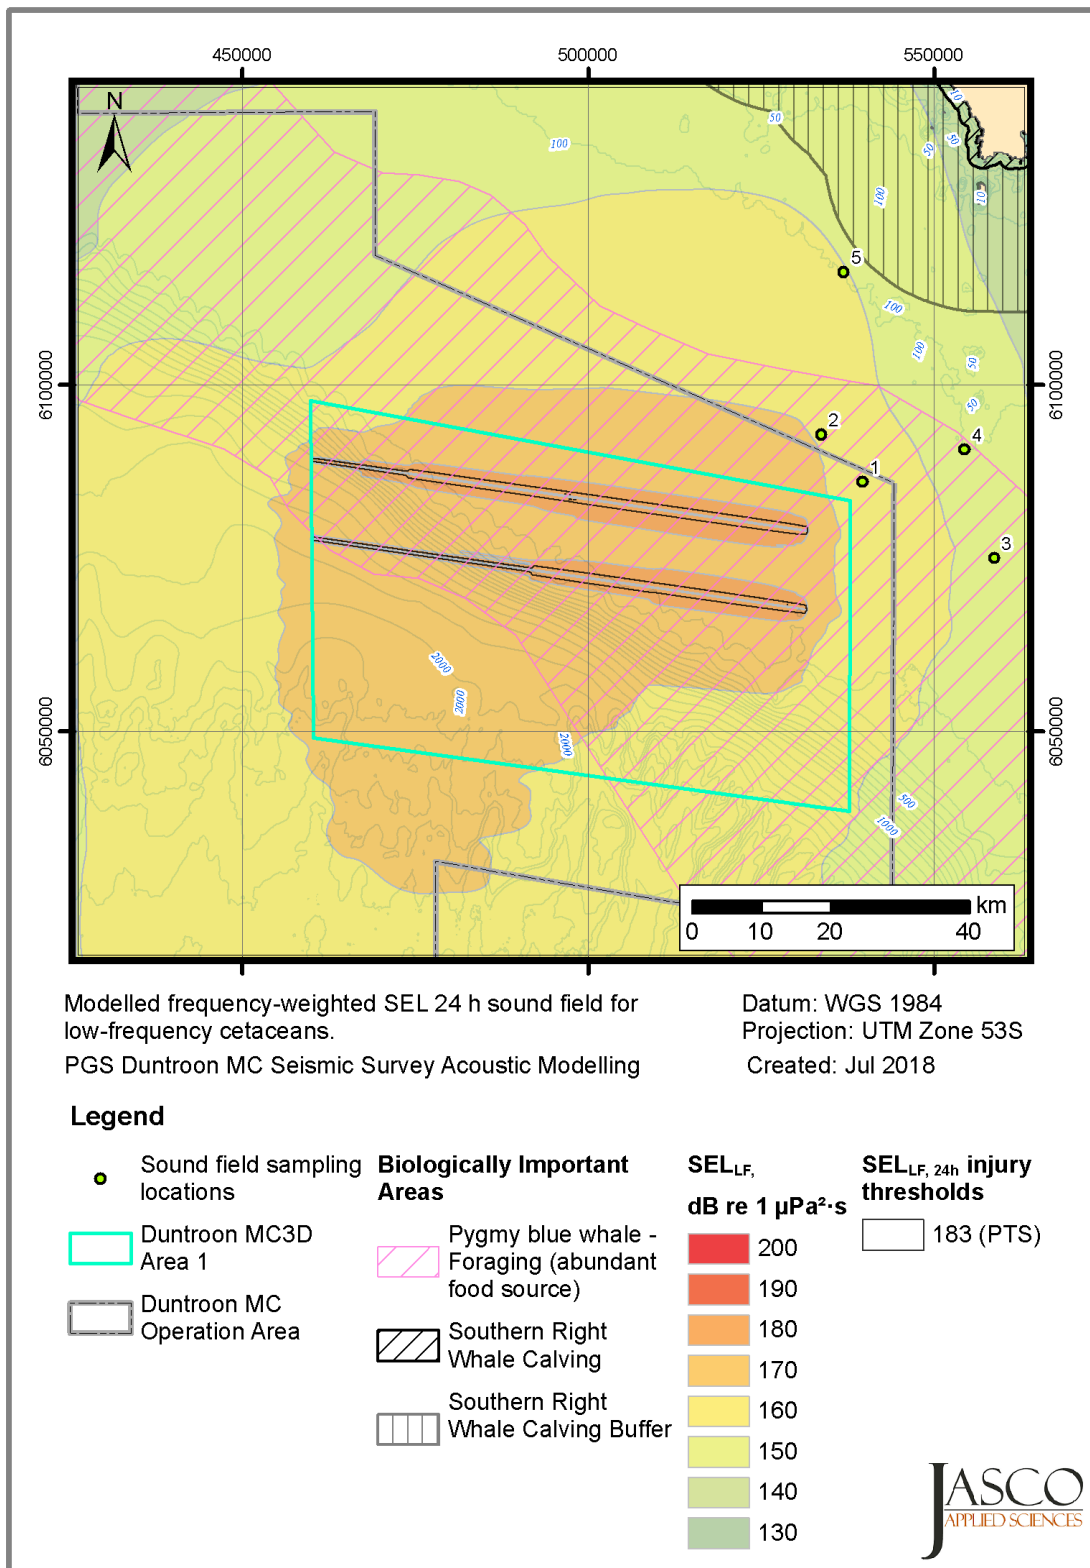 450000 500000 550000
N
10
50
50
50
100
100
10
5
100
100
50
6100000 6100000
50
2
4
1
3
2000
2000
2000
6050000 6050000
500
1000
km
0 10 20 40
Modelled frequency-weighted SEL 24 h sound field for
low-frequency cetaceans.
PGS Duntroon MC Seismic Survey Acoustic Modelling
Datum: WGS 1984
Projection: UTM Zone 53S
Created: Jul 2018
Legend
Sound field sampling
locations
Duntroon MC3D
Area 1
Duntroon MC
Operation Area
Biologically Important
Areas
Pygmy blue whale -
Foraging (abundant
food source)
Southern Right
Whale Calving
Southern Right
Whale Calving Buffer
SELLF,
dB re 1 µPa²·s
200
190
180
170
160
150
140
130
SELLF, 24h injury
thresholds
183 (PTS)
JASCO
APPLIED SCIENCES